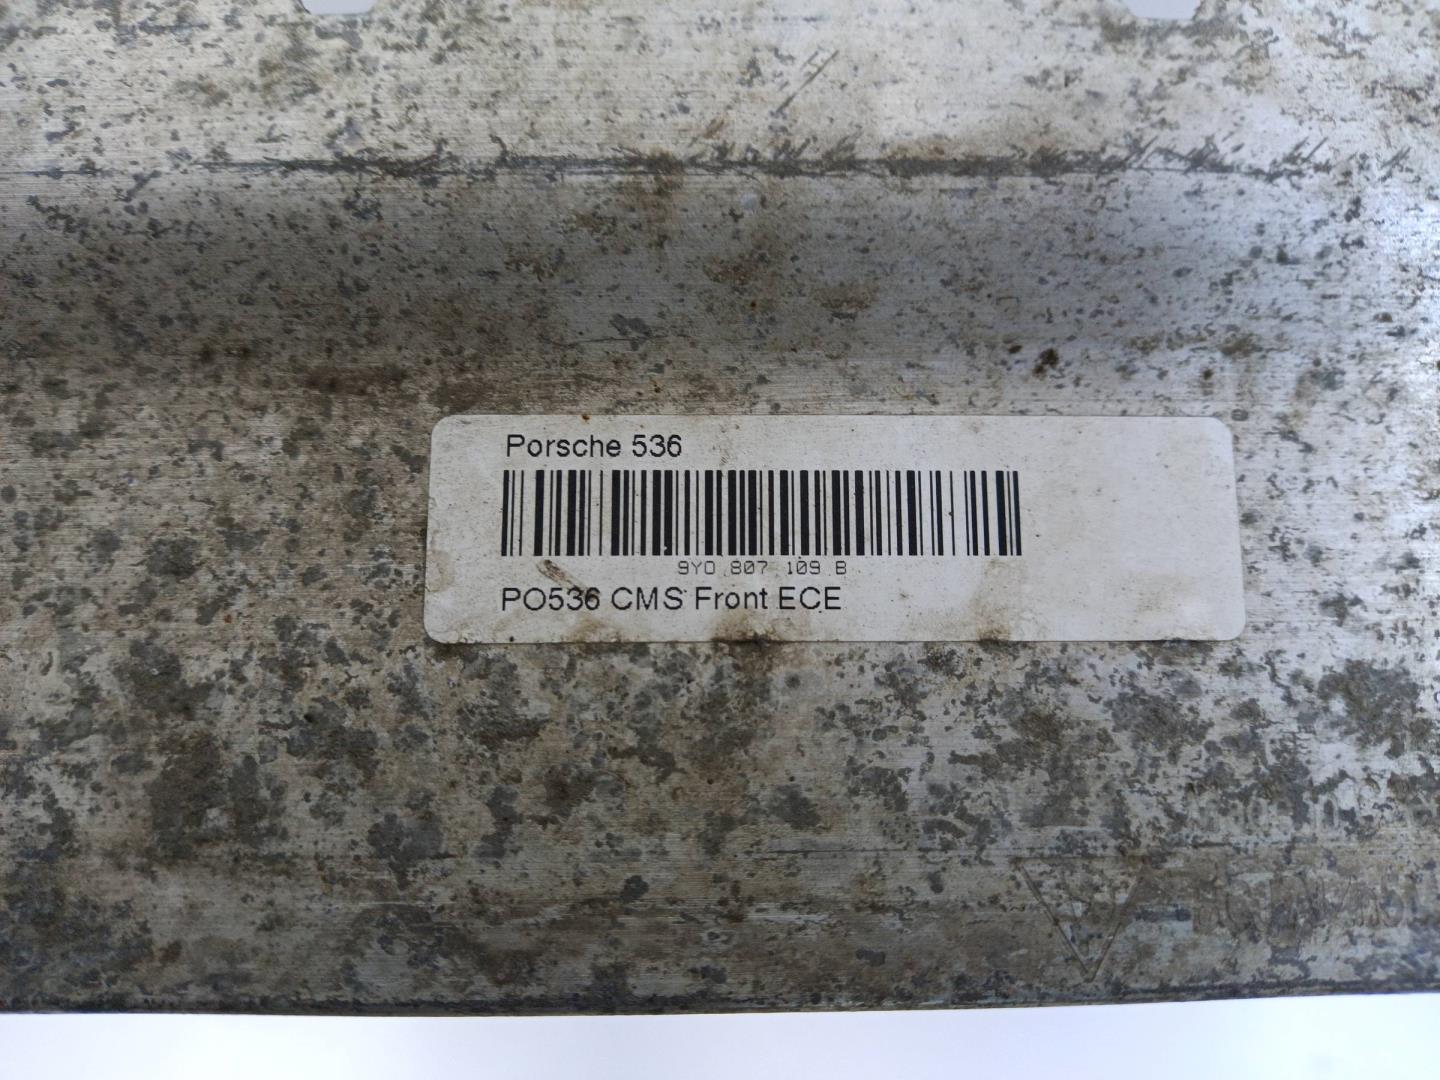 Porsche 536
9Y0 807 109 B
PO536 CMS Front ECE